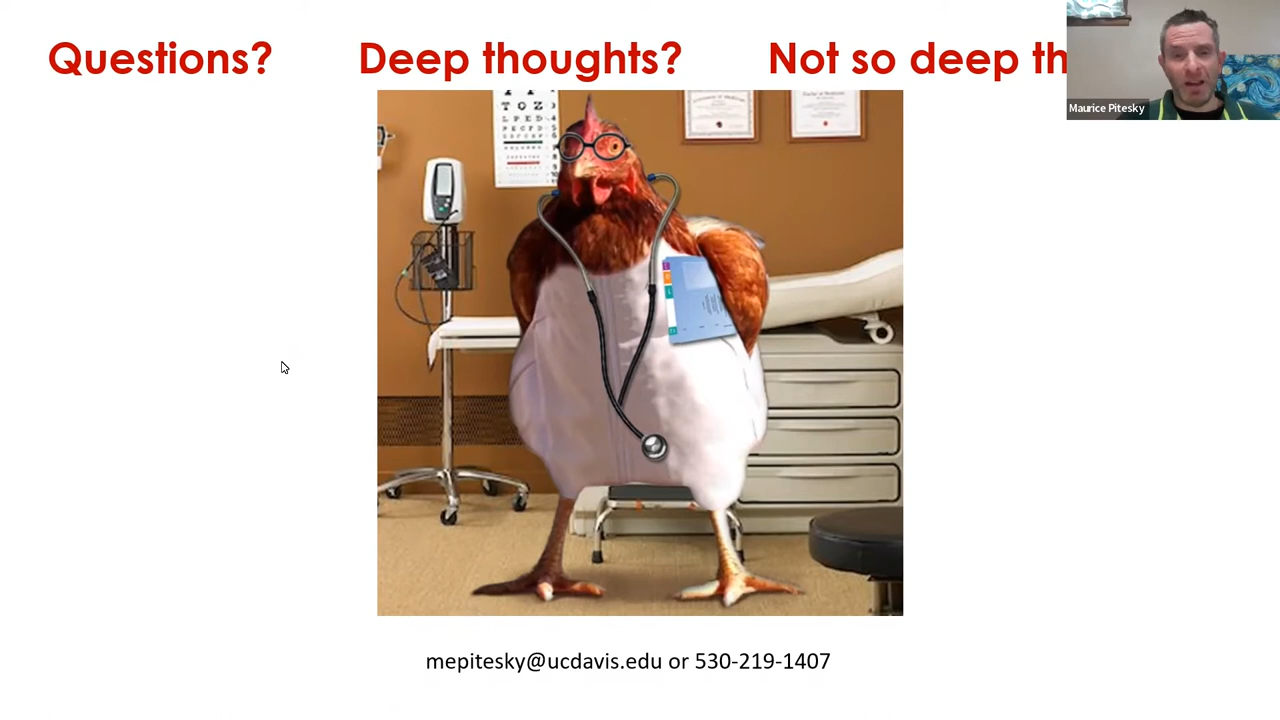 Questions? Deep thoughts? Not so deep th
Maurice Pitesky
T O Z
L P E D
P E C F D
mepitesky@ucdavis.edu or 530-219-1407